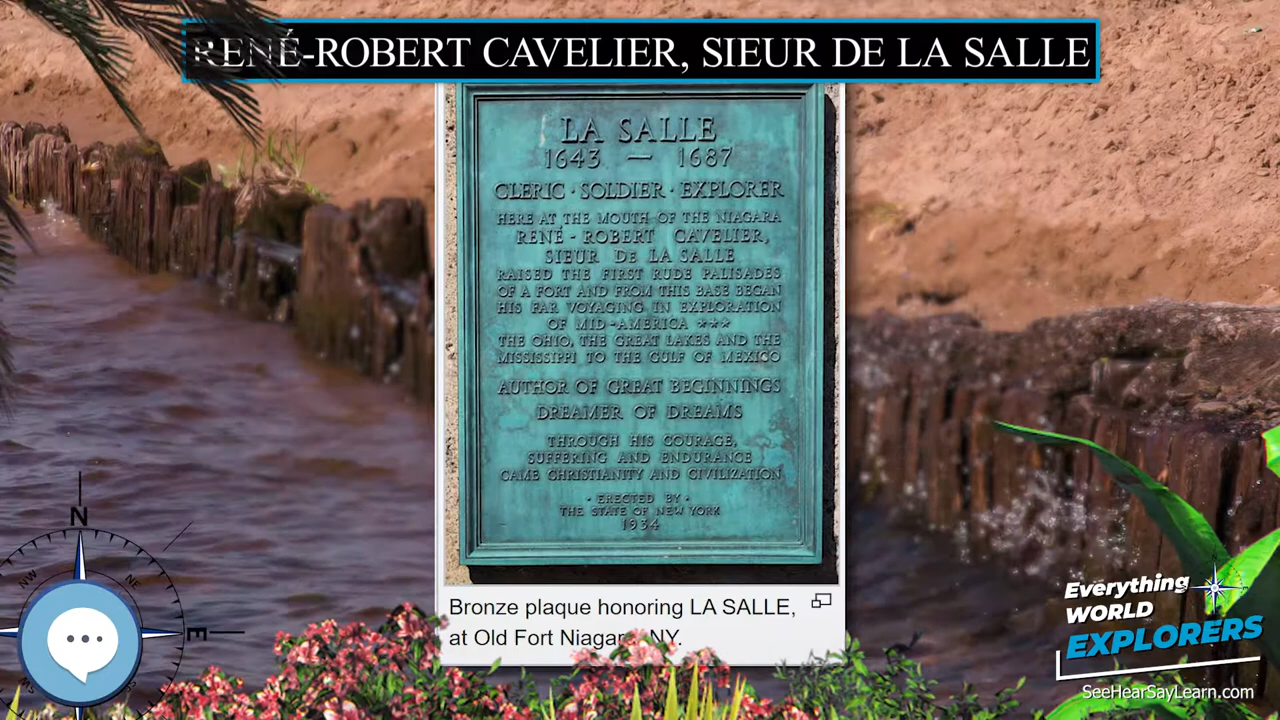 RENÉ-ROBERT CAVELIER, SIEUR DE LA SALLE
LA SALLE
1643 — 1687
CLERIC · SOLDIER · EXPLORER
HERE AT THE MOUTH OF THE NIAGARA
RENÉ - ROBERT CAVELIER,
SIEUR DE LA SALLE
RAISED THE FIRST RUDE PALISADES
OF A FORT AND FROM THIS BASE BEGAN
HIS FAR VOYAGING IN EXPLORATION
OF MID-AMERICA ***
THE OHIO, THE GREAT LAKES AND THE
MISSISSIPPI TO THE GULF OF MEXICO
AUTHOR OF GREAT BEGINNINGS
DREAMER OF DREAMS
THROUGH HIS COURAGE,
SUFFERING AND ENDURANCE
CAME CHRISTIANITY AND CIVILIZATION
· ERECTED BY ·
THE STATE OF NEW YORK
1934
Bronze plaque honoring LA SALLE,
at Old Fort Niagara, NY.
N
NW
NE
E
Everything
WORLD
EXPLORERS
SeeHearSayLearn.com